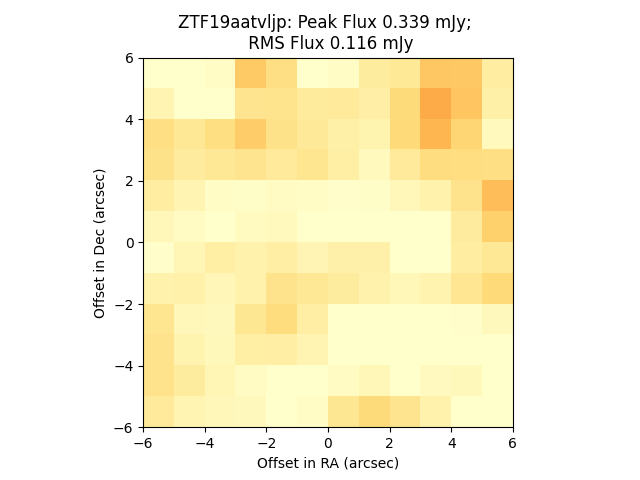 ZTF19aatvljp: Peak Flux 0.339 mJy;
RMS Flux 0.116 mJy
6
4
2
0
−2
−4
−6
Offset in Dec (arcsec)
−6 −4 −2 0 2 4 6
Offset in RA (arcsec)